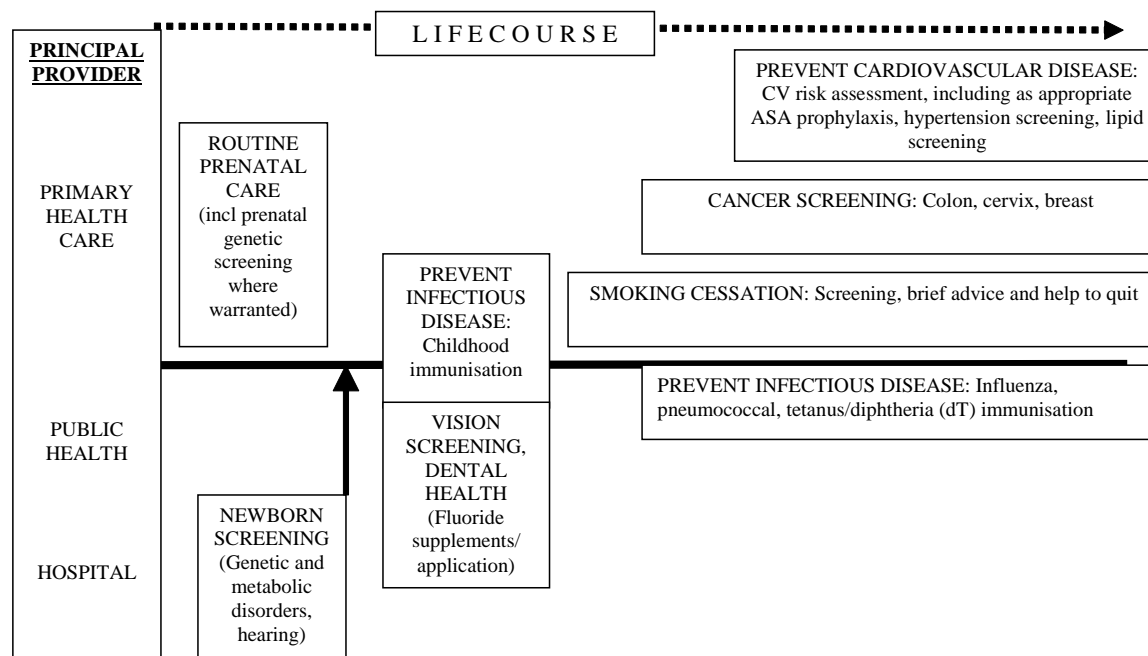 L I F E C O U R S E
PRINCIPAL
PROVIDER
PRIMARY
HEALTH
CARE
PUBLIC
HEALTH
HOSPITAL
ROUTINE
PRENATAL
CARE
(incl prenatal
genetic
screening
where
warranted)
NEWBORN
SCREENING
(Genetic and
metabolic
disorders,
hearing)
PREVENT
INFECTIOUS
DISEASE:
Childhood
immunisation
VISION
SCREENING,
DENTAL
HEALTH
(Fluoride
supplements/
application)
PREVENT CARDIOVASCULAR DISEASE:
CV risk assessment, including as appropriate
ASA prophylaxis, hypertension screening, lipid
screening
CANCER SCREENING: Colon, cervix, breast
SMOKING CESSATION: Screening, brief advice and help to quit
PREVENT INFECTIOUS DISEASE: Influenza,
pneumococcal, tetanus/diphtheria (dT) immunisation